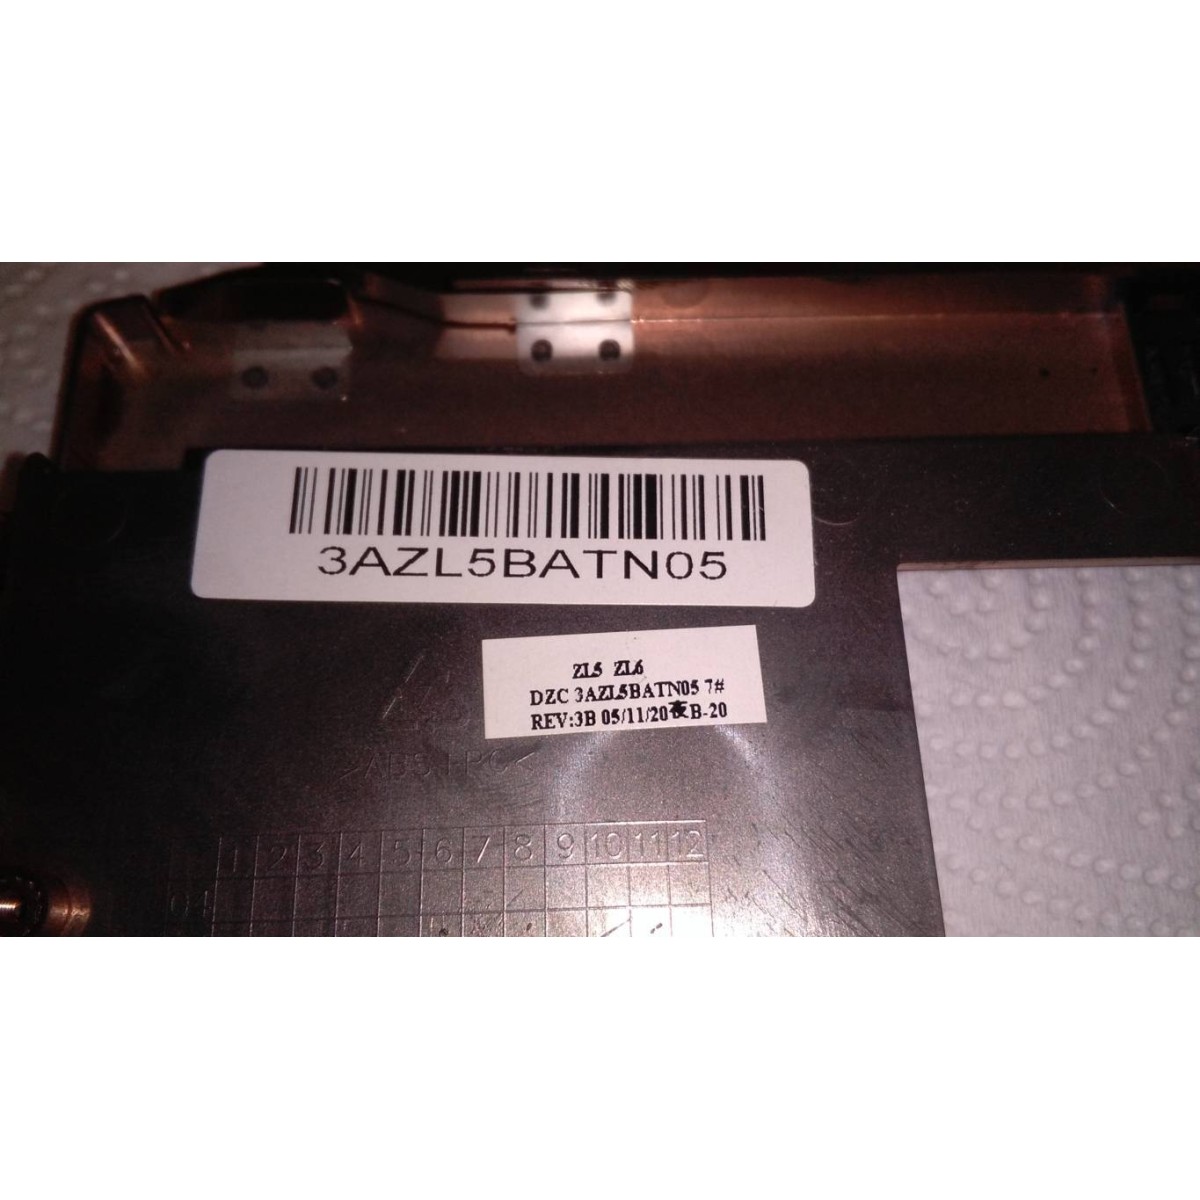 3AZL5BATN05
ZL5 ZL6
DZC 3AZL5BATN05 7#
REV:3B 05/11/20夜B-20
1 2 3 4 5 6 7 8 9 10 11 12
04